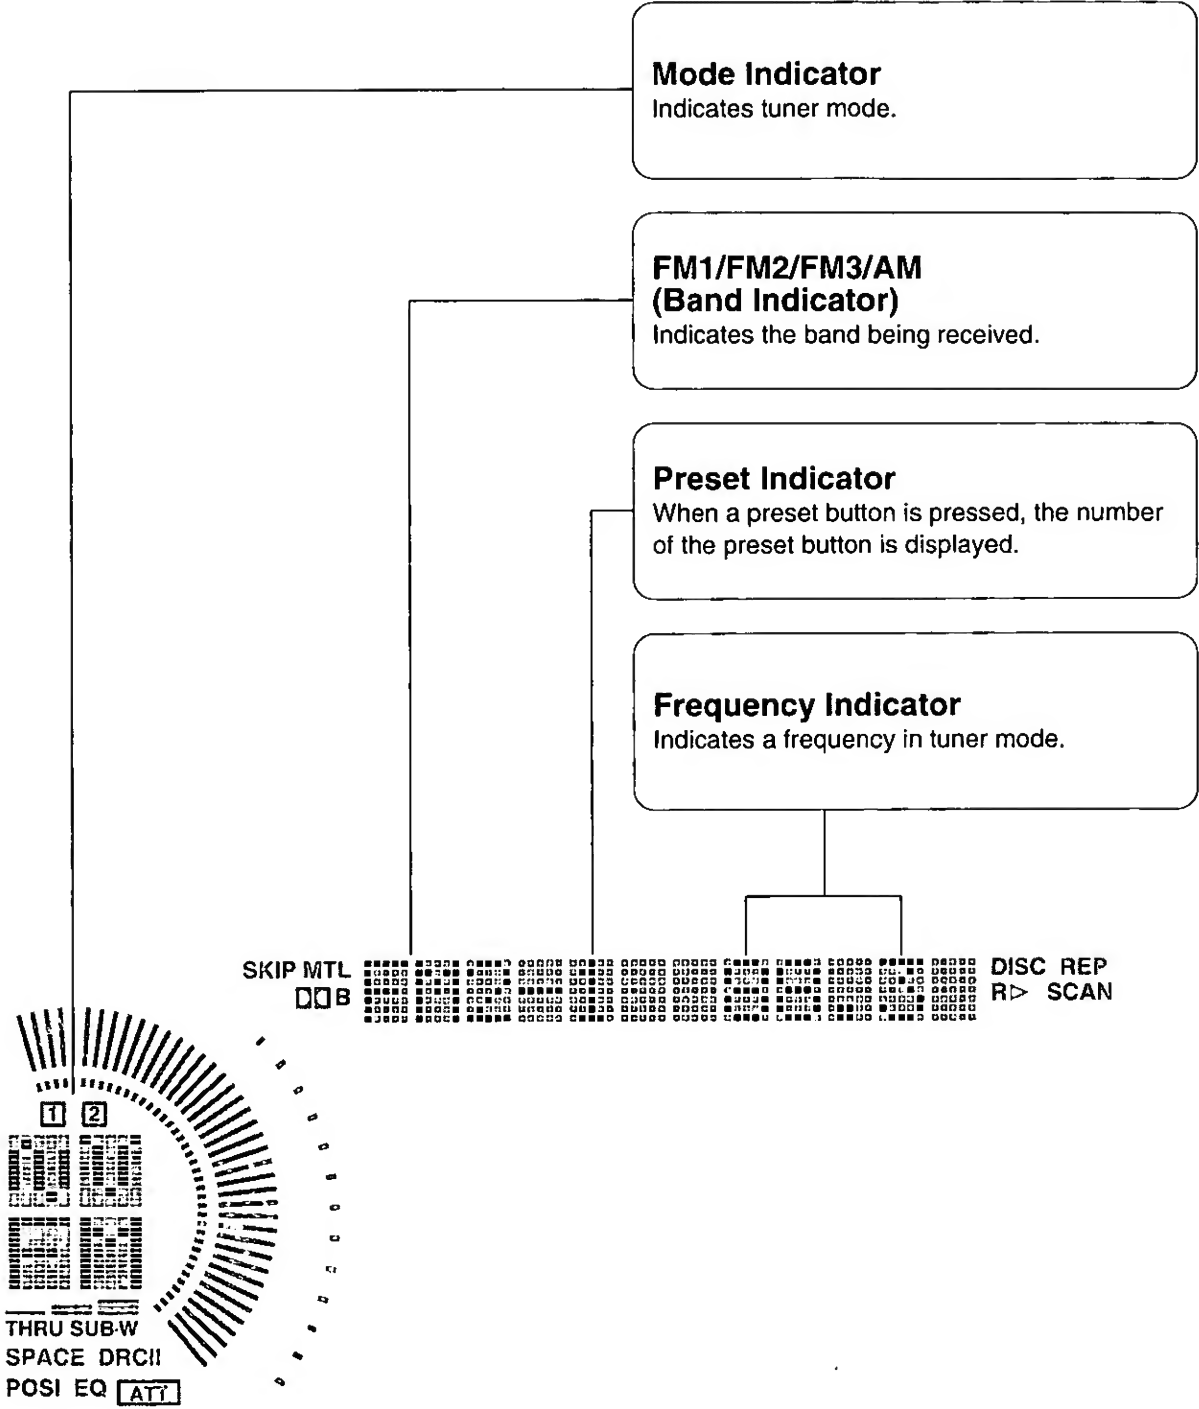 Mode Indicator
Indicates tuner mode.
FM1/FM2/FM3/AM
(Band Indicator)
Indicates the band being received.
Preset Indicator
When a preset button is pressed, the number
of the preset button is displayed.
Frequency Indicator
Indicates a frequency in tuner mode.
SKIP MTL
B
DISC REP
R▷ SCAN
1 2
THRU SUB-W
SPACE DRCII
POSI EQ ATT